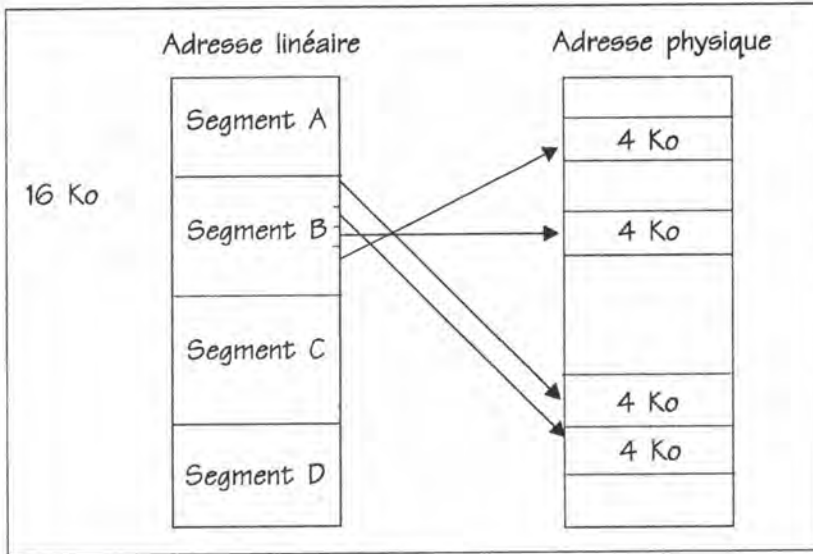 Adresse linéaire
Adresse physique
Segment A
4 Ko
16 Ko
Segment B
4 Ko
Segment C
4 Ko
4 Ko
Segment D